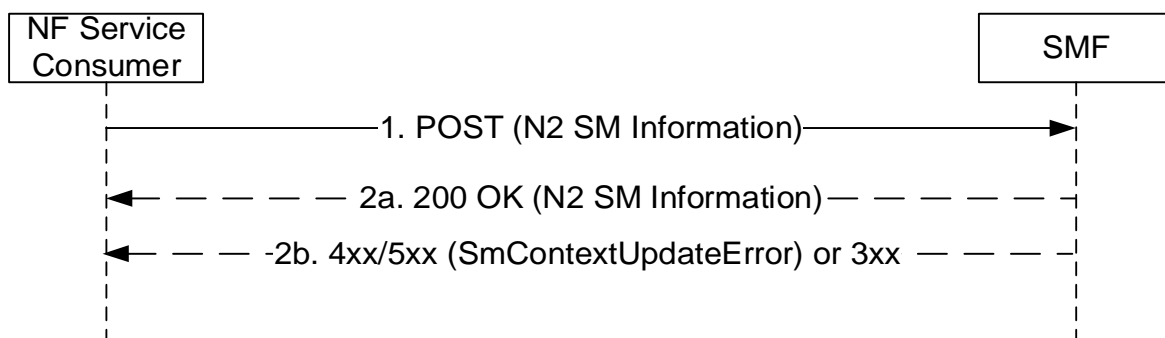 NF Service
Consumer
SMF
1. POST (N2 SM Information)
2a. 200 OK (N2 SM Information)
2b. 4xx/5xx (SmContextUpdateError) or 3xx